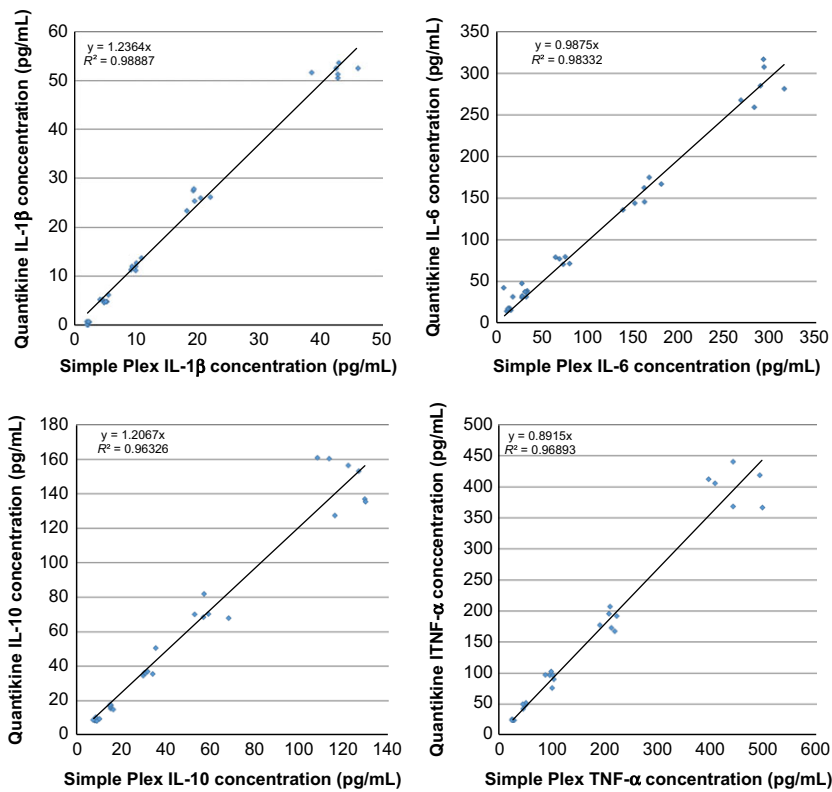 Quantikine IL-1β conccentration (pg/mL)
60
50
40
30
20
10
0
y = 1.2364x
R² = 0.98887
0 10 20 30 40 50
Simple Plex IL-1β concentration (pg/mL)
Quantikine IL-6 concentration (pg/mL)
350
300
250
200
150
100
50
0
y = 0.9875x
R² = 0.98332
0 50 100 150 200 250 300 350
Simple Plex IL-6 concentration (pg/mL)
Quantikine IL-10 conccentration (pg/mL)
180
160
140
120
100
80
60
40
20
0
y = 1.2067x
R² = 0.96326
0 20 40 60 80 100 120 140
Simple Plex IL-10 concentration (pg/mL)
Quantikine ITNF-α conccentration (pg/mL)
500
450
400
350
300
250
200
150
100
50
0
y = 0.8915x
R² = 0.96893
0 100 200 300 400 500 600
Simple Plex TNF-α concentration (pg/mL)